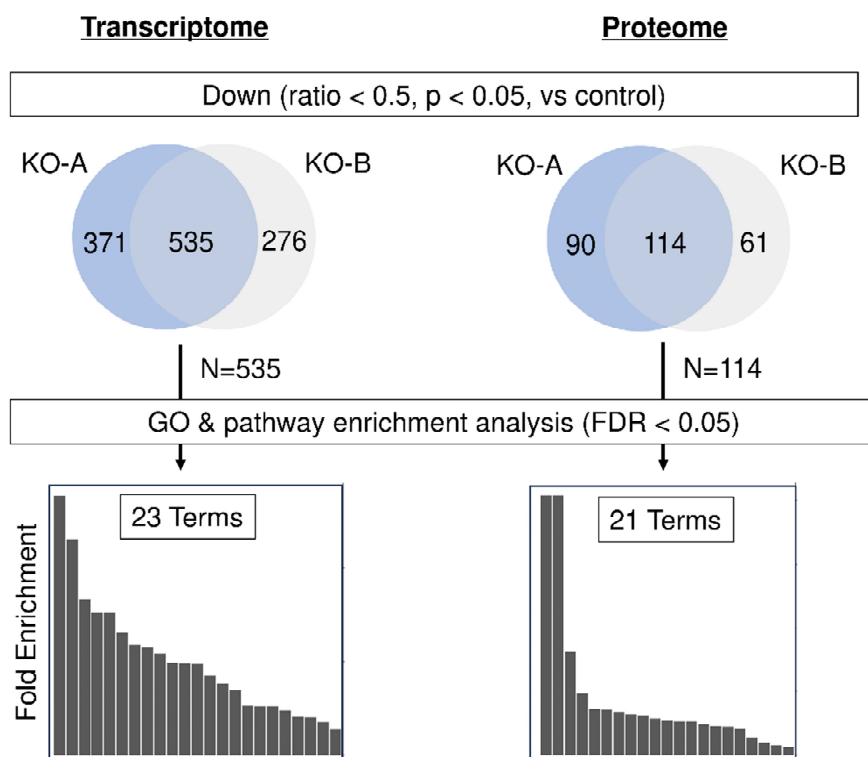 Transcriptome
Proteome
Down (ratio < 0.5, p < 0.05, vs control)
KO-A
KO-B
371
535
276
KO-A
KO-B
90
114
61
N=535
N=114
GO & pathway enrichment analysis (FDR < 0.05)
23 Terms
21 Terms
Fold Enrichment